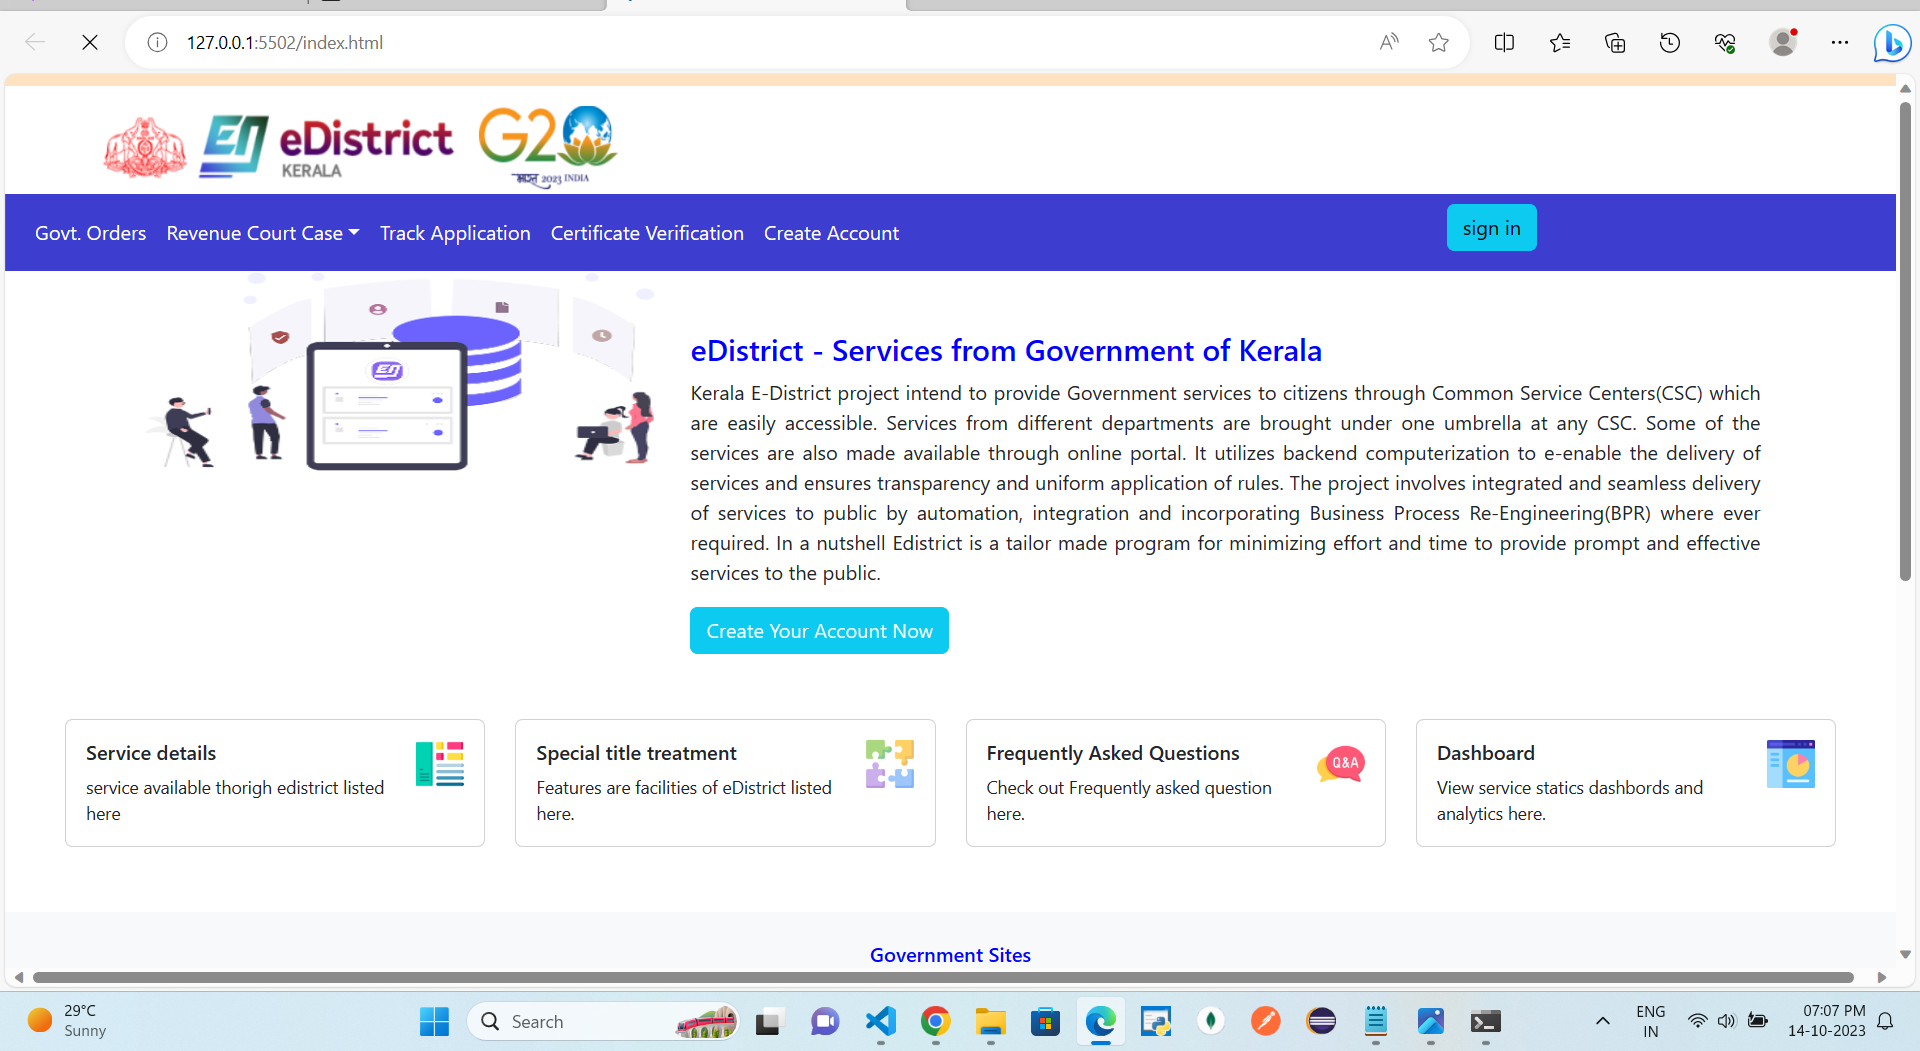 127.0.0.1:5502/index.html
eDistrict
KERALA
G20
भारत 2023 INDIA
Govt. Orders Revenue Court Case Track Application Certificate Verification Create Account sign in
eDistrict - Services from Government of Kerala
Kerala E-District project intend to provide Government services to citizens through Common Service Centers(CSC) which
are easily accessible. Services from different departments are brought under one umbrella at any CSC. Some of the
services are also made available through online portal. It utilizes backend computerization to e-enable the delivery of
services and ensures transparency and uniform application of rules. The project involves integrated and seamless delivery
of services to public by automation, integration and incorporating Business Process Re-Engineering(BPR) where ever
required. In a nutshell Edistrict is a tailor made program for minimizing effort and time to provide prompt and effective
services to the public.
Create Your Account Now
Service details
service available thorigh edistrict listed
here
Special title treatment
Features are facilities of eDistrict listed
here.
Frequently Asked Questions
Check out Frequently asked question
here.
Q&A
Dashboard
View service statics dashbords and
analytics here.
Government Sites
29°C
Sunny
Search
ENG
IN
07:07 PM
14-10-2023